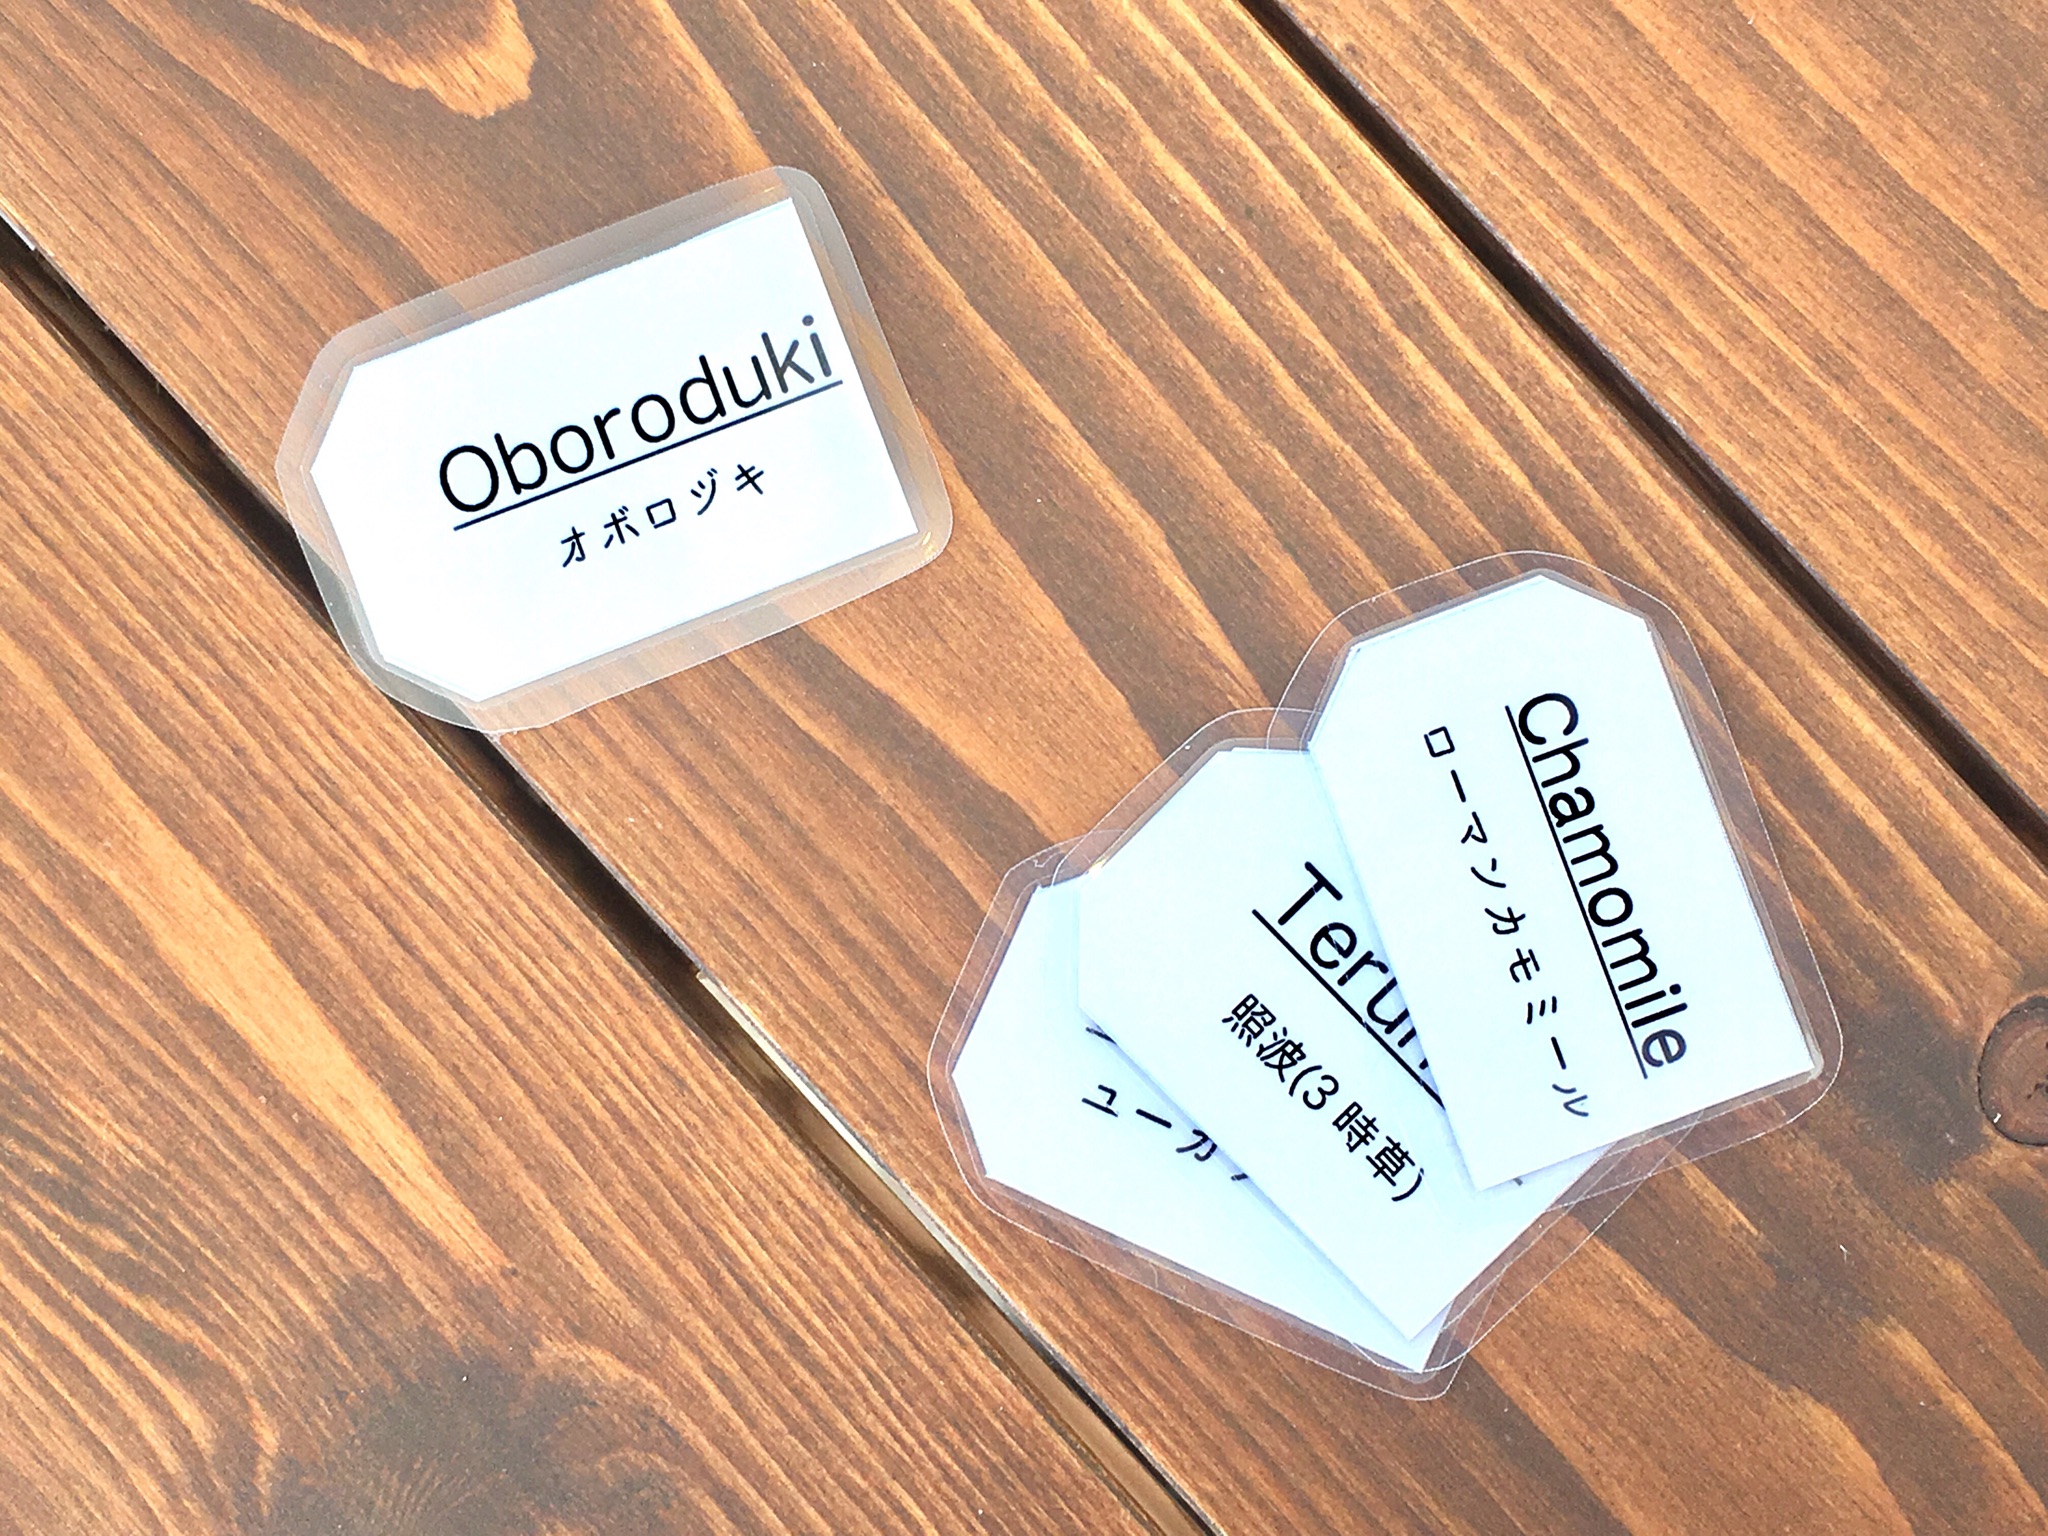 Oboroduki
オボロヅキ
Chamomile
ローマンカモミール
照波(3時草)